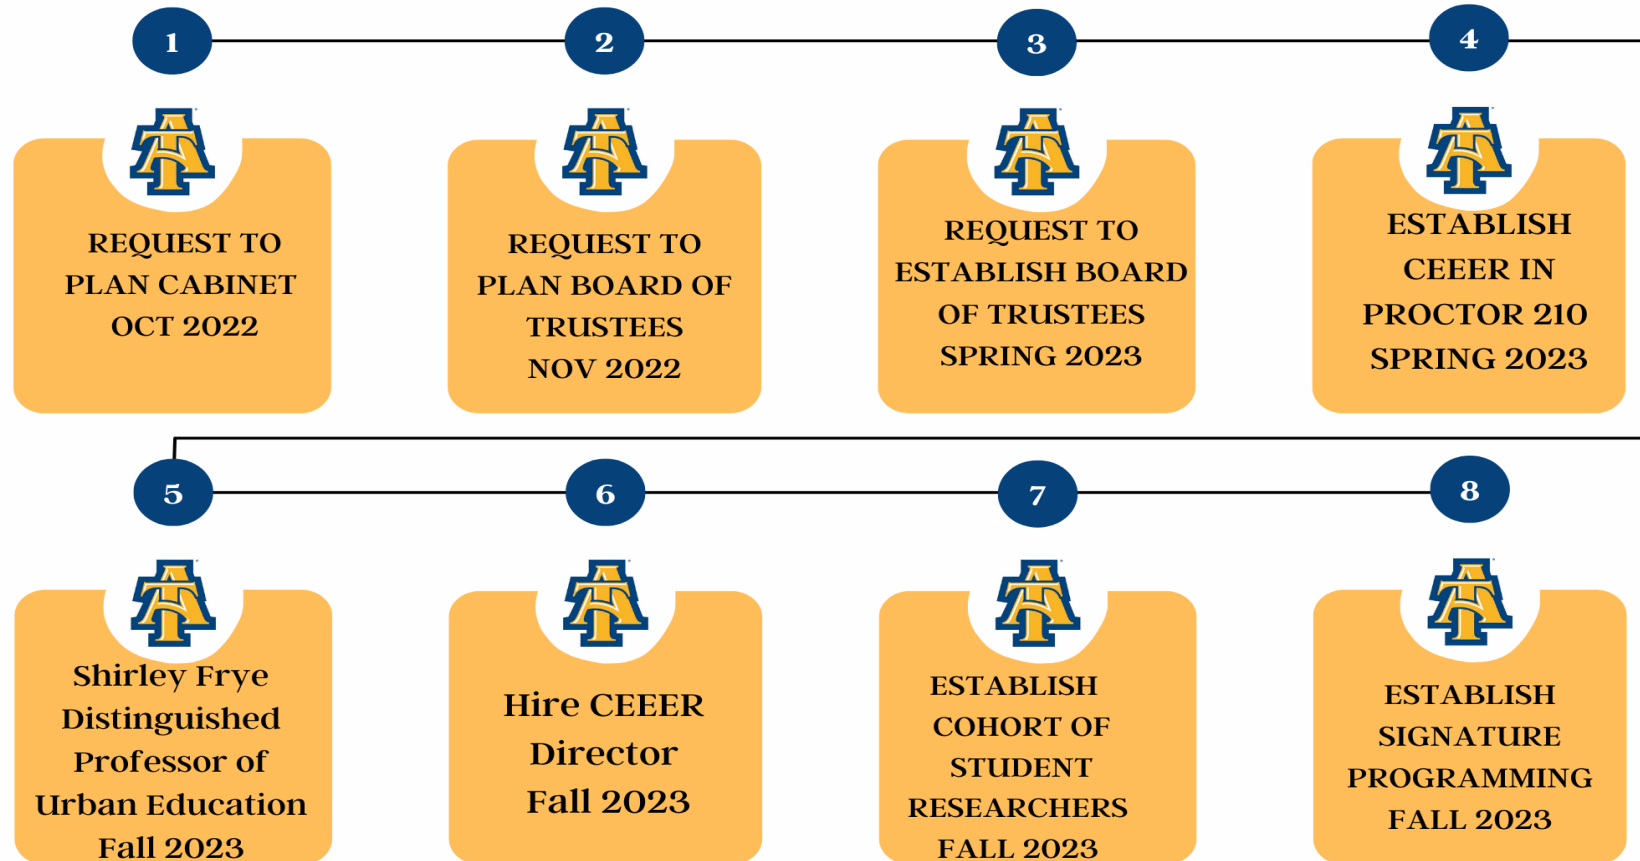 1
2
3
4
REQUEST TO
PLAN CABINET
OCT 2022
REQUEST TO
PLAN BOARD OF
TRUSTEES
NOV 2022
REQUEST TO
ESTABLISH BOARD
OF TRUSTEES
SPRING 2023
ESTABLISH
CEEER IN
PROCTOR 210
SPRING 2023
5
6
7
8
Shirley Frye
Distinguished
Professor of
Urban Education
Fall 2023
Hire CEEER
Director
Fall 2023
ESTABLISH
COHORT OF
STUDENT
RESEARCHERS
FALL 2023
ESTABLISH
SIGNATURE
PROGRAMMING
FALL 2023